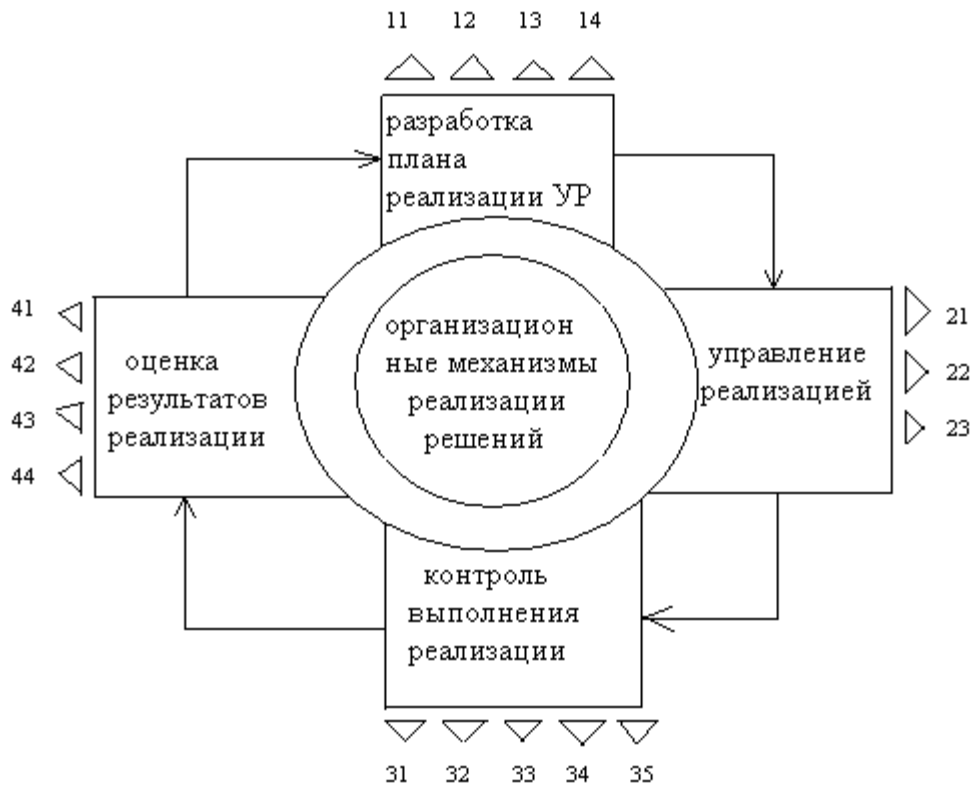 11 12 13 14
разработка
плана
реализации УР
41
42
43
44
оценка
результатов
реализации
организацион
ные механизмы
реализации
решений
управление
реализацией
21
22
23
контроль
выполнения
реализации
31 32 33 34 35